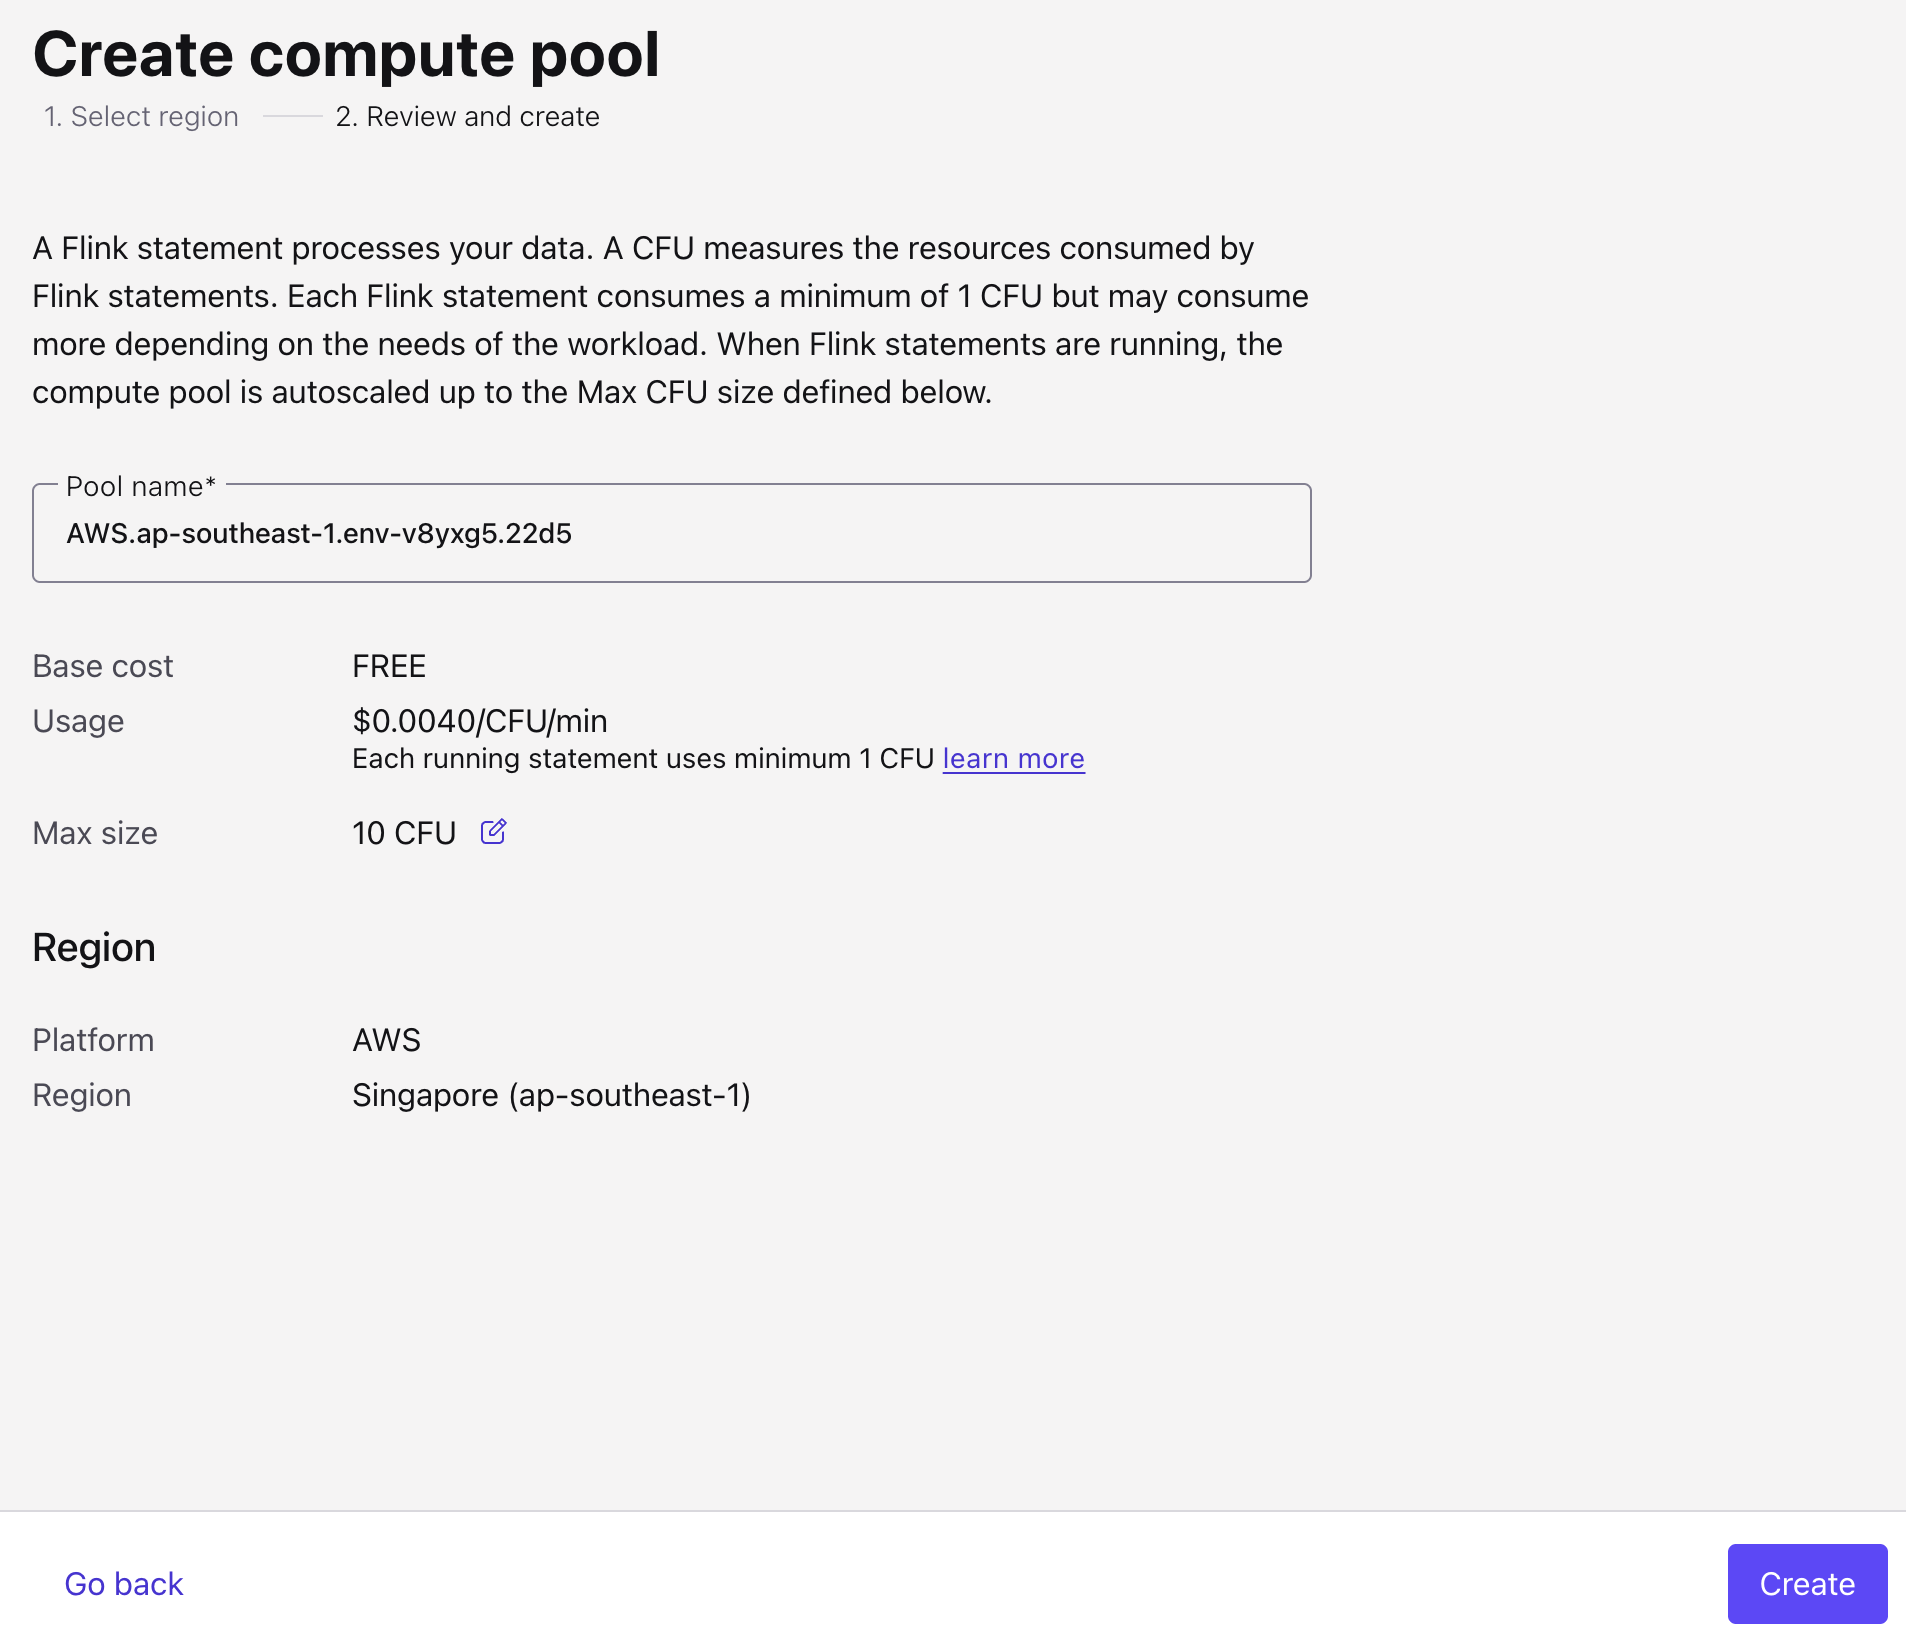 Create compute pool
1. Select region 2. Review and create
A Flink statement processes your data. A CFU measures the resources consumed by
Flink statements. Each Flink statement consumes a minimum of 1 CFU but may consume
more depending on the needs of the workload. When Flink statements are running, the
compute pool is autoscaled up to the Max CFU size defined below.
Pool name*
AWS.ap-southeast-1.env-v8yxg5.22d5
Base cost FREE
Usage $0.0040/CFU/min
Each running statement uses minimum 1 CFU learn more
Max size 10 CFU
Region
Platform AWS
Region Singapore (ap-southeast-1)
Go back Create